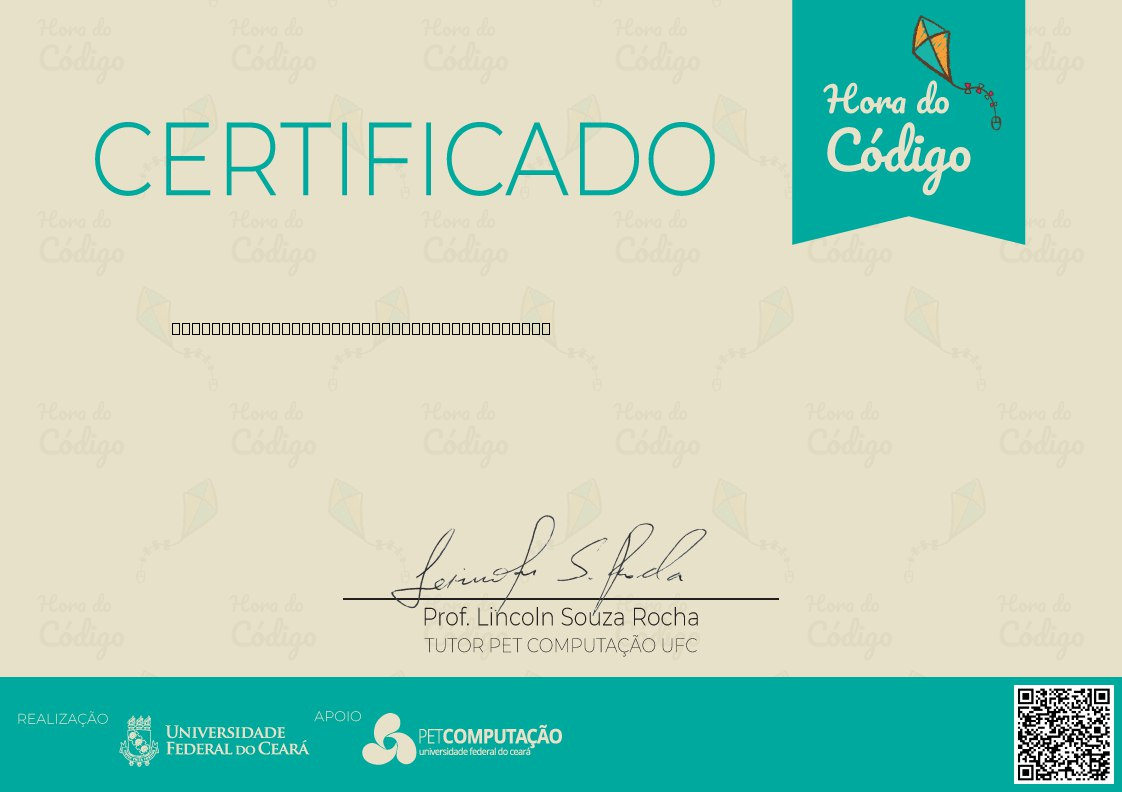 CERTIFICADO
Hora do
Código
Prof. Lincoln Souza Rocha
TUTOR PET COMPUTAÇÃO UFC
REALIZAÇÃO
UNIVERSIDADE
FEDERAL DO CEARÁ
APOIO
PETCOMPUTAÇÃO
universidade federal do ceará